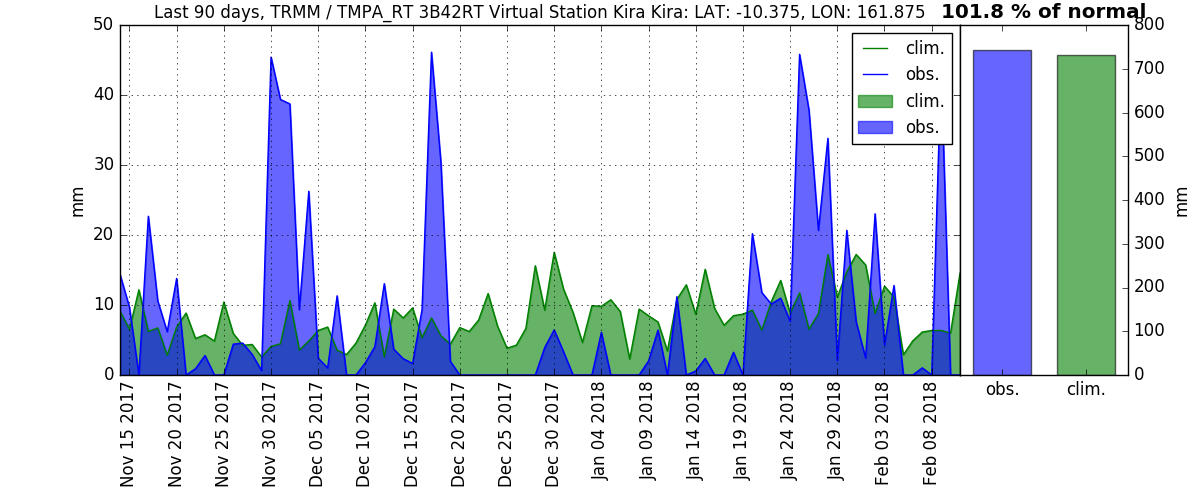 Last 90 days, TRMM / TMPA_RT 3B42RT Virtual Station Kira Kira: LAT: -10.375, LON: 161.875
101.8 % of normal
clim.
obs.
clim.
obs.
mm
50
40
30
20
10
0
Nov 15 2017
Nov 20 2017
Nov 25 2017
Nov 30 2017
Dec 05 2017
Dec 10 2017
Dec 15 2017
Dec 20 2017
Dec 25 2017
Dec 30 2017
Jan 04 2018
Jan 09 2018
Jan 14 2018
Jan 19 2018
Jan 24 2018
Jan 29 2018
Feb 03 2018
Feb 08 2018
800
700
600
500
400
300
200
100
0
mm
obs.
clim.